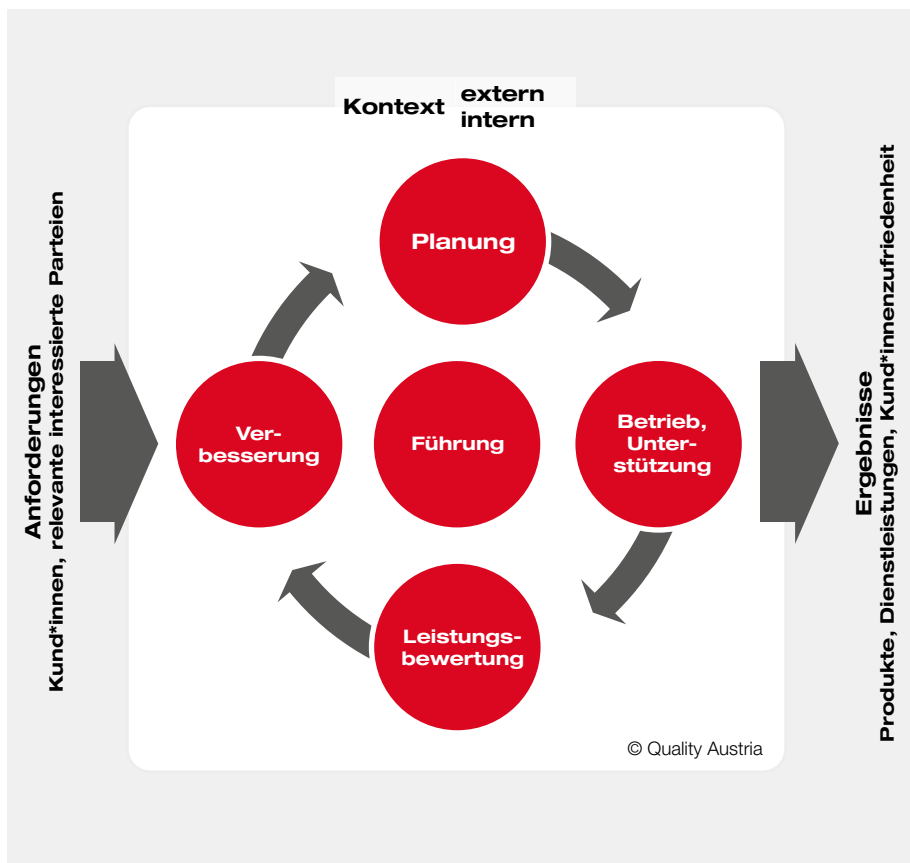 Kontext
extern
intern
Anforderungen
Kund*innen, relevante interessierte Parteien
Planung
Ver-
besserung
Führung
Betrieb,
Unter-
stützung
Leistungs-
bewertung
Ergebnisse
Produkte, Dienstleistungen, Kund*innenzufriedenheit
© Quality Austria